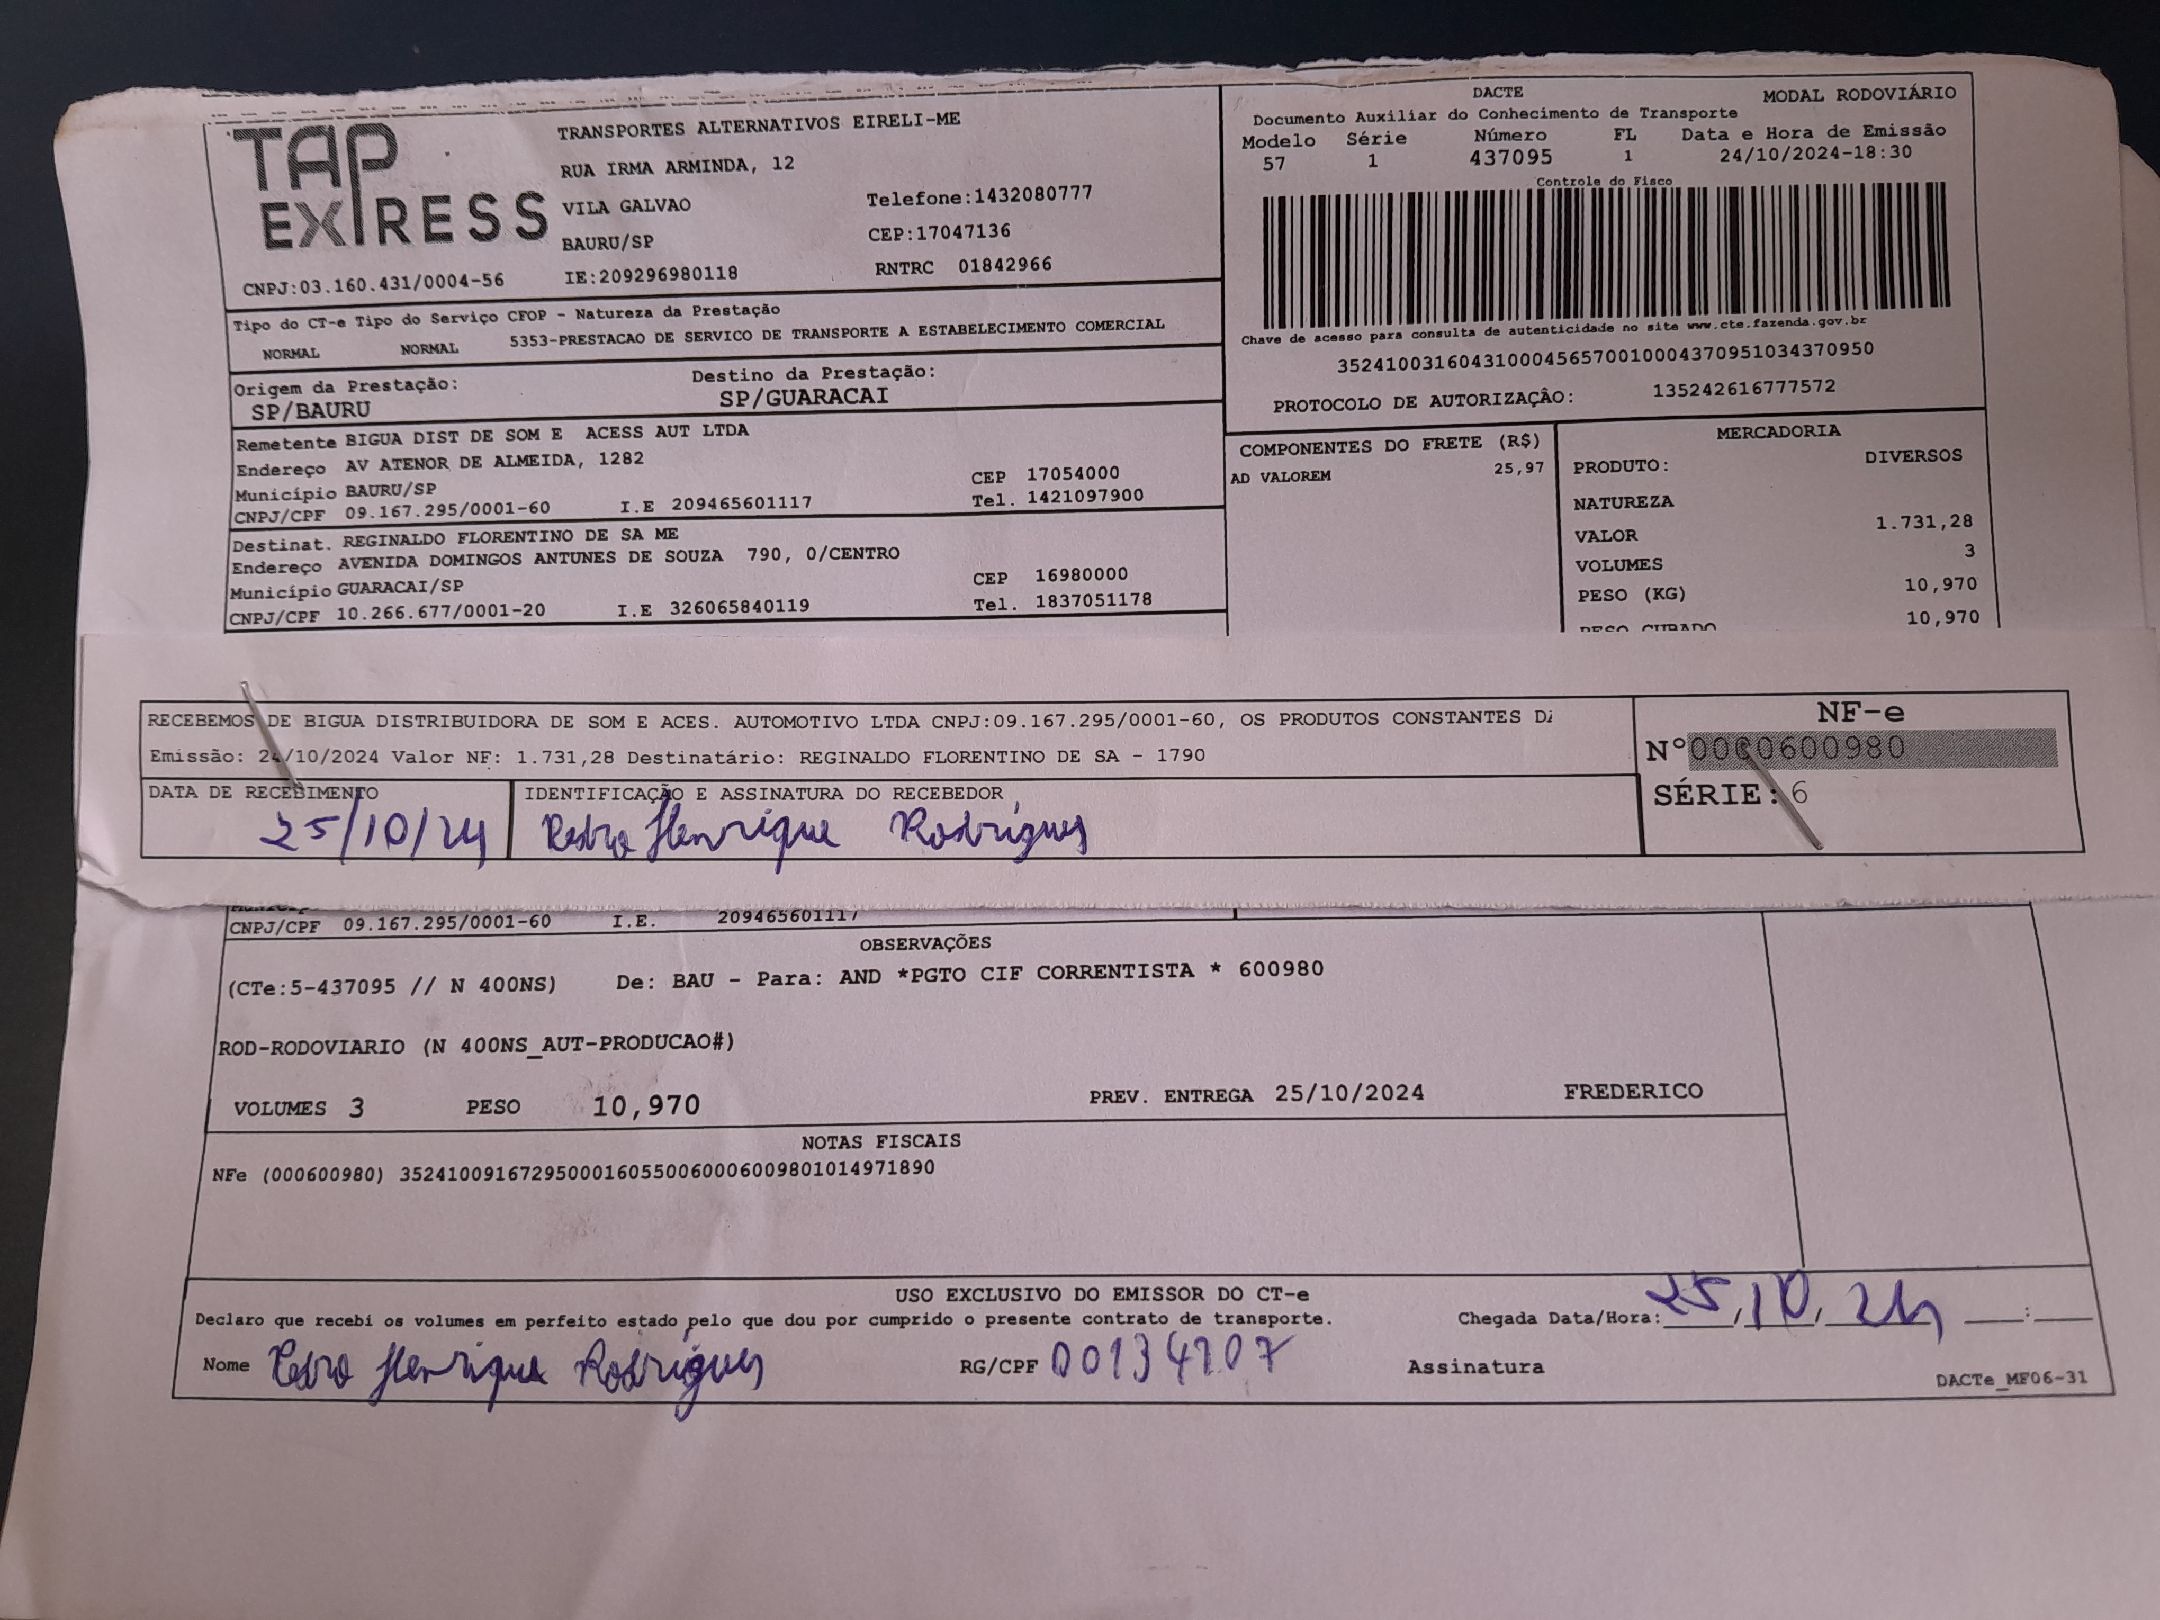 TAP EXPRESS
TRANSPORTES ALTERNATIVOS EIRELI-ME
RUA IRMA ARMINDA, 12
VILA GALVAO Telefone:1432080777
BAURU/SP CEP:17047136
CNPJ:03.160.431/0004-56 IE:209296980118 RNTRC 01842966
DACTE MODAL RODOVIÁRIO
Documento Auxiliar do Conhecimento de Transporte
Modelo Série Número FL Data e Hora de Emissão
57 1 437095 1 24/10/2024-18:30
Controle do Fisco
Chave de acesso para consulta de autenticidade no site www.cte.fazenda.gov.br
35241003160431000456570010004370951034370950
PROTOCOLO DE AUTORIZAÇÂO: 135242616777572
Tipo do CT-e Tipo do Serviço CFOP - Natureza da Prestação
NORMAL NORMAL 5353-PRESTACAO DE SERVICO DE TRANSPORTE A ESTABELECIMENTO COMERCIAL
Origem da Prestação: Destino da Prestação:
SP/BAURU SP/GUARACAI
Remetente BIGUA DIST DE SOM E ACESS AUT LTDA
Endereço AV ATENOR DE ALMEIDA, 1282
Município BAURU/SP CEP 17054000
CNPJ/CPF 09.167.295/0001-60 I.E 209465601117 Tel. 1421097900
Destinat. REGINALDO FLORENTINO DE SA ME
Endereço AVENIDA DOMINGOS ANTUNES DE SOUZA 790, 0/CENTRO
Município GUARACAI/SP CEP 16980000
CNPJ/CPF 10.266.677/0001-20 I.E 326065840119 Tel. 1837051178
COMPONENTES DO FRETE (R$)
AD VALOREM 25,97
MERCADORIA
PRODUTO: DIVERSOS
NATUREZA
VALOR 1.731,28
VOLUMES 3
PESO (KG) 10,970
PESO CUBADO 10,970
RECEBEMOS DE BIGUA DISTRIBUIDORA DE SOM E ACES. AUTOMOTIVO LTDA CNPJ:09.167.295/0001-60, OS PRODUTOS CONSTANTES
Emissão: 24/10/2024 Valor NF: 1.731,28 Destinatário: REGINALDO FLORENTINO DE SA - 1790
DATA DE RECEBIMENTO IDENTIFICAÇÃO E ASSINATURA DO RECEBEDOR
25/10/24 Pedro Henrique Rodrigues
NF-e
Nº0000600980
SÉRIE: 6
CNPJ/CPF 09.167.295/0001-60 I.E. 209465601117
OBSERVAÇÕES
(CTe:5-437095 // N 400NS) De: BAU - Para: AND *PGTO CIF CORRENTISTA * 600980
ROD-RODOVIARIO (N 400NS_AUT-PRODUCAO#)
VOLUMES 3 PESO 10,970 PREV. ENTREGA 25/10/2024 FREDERICO
NOTAS FISCAIS
NFe (000600980) 35241009167295000160550060006009801014971890
USO EXCLUSIVO DO EMISSOR DO CT-e
Declaro que recebi os volumes em perfeito estado pelo que dou por cumprido o presente contrato de transporte. Chegada Data/Hora: 25/10/24 :
Nome Pedro Henrique Rodrigues RG/CPF Assinatura
DACTe_MF06-31